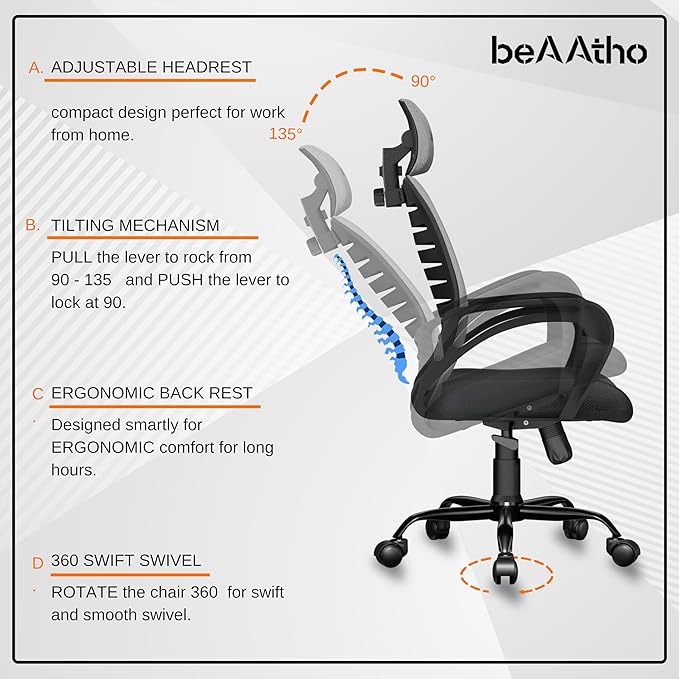 beAAtho
A. ADJUSTABLE HEADREST
compact design perfect for work
from home.
90°
135°
B. TILTING MECHANISM
PULL the lever to rock from
90 - 135   and PUSH the lever to
lock at 90.
C ERGONOMIC BACK REST
. Designed smartly for
ERGONOMIC comfort for long
hours.
D 360 SWIFT SWIVEL
. ROTATE the chair 360  for swift
and smooth swivel.